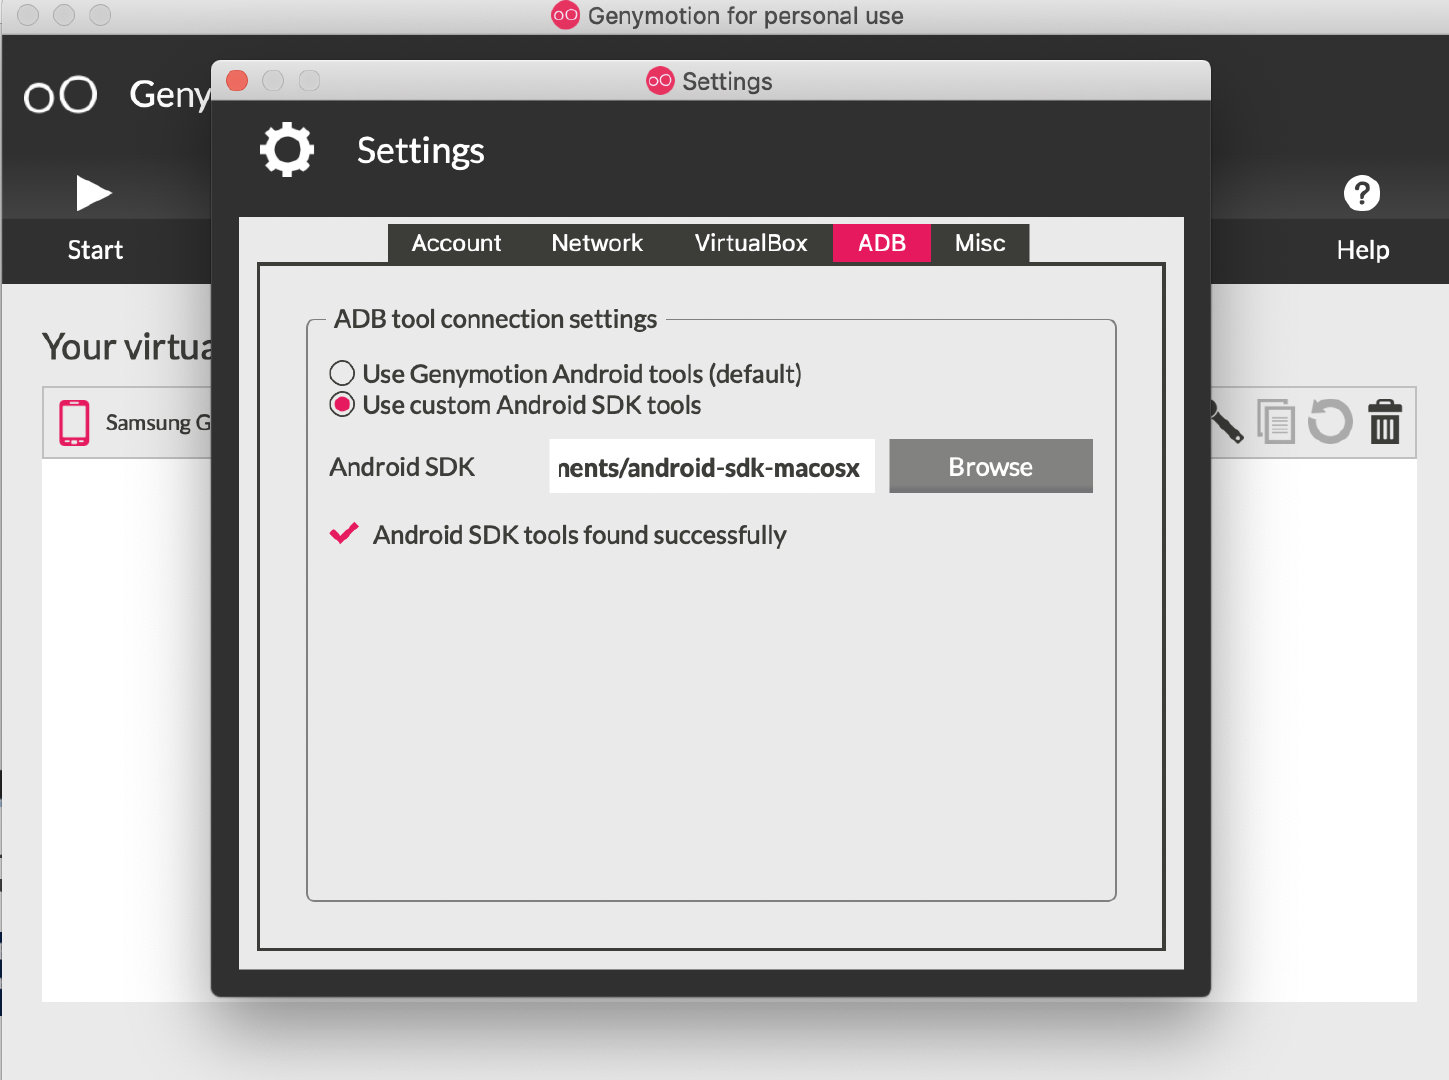 Genymotion for personal use
Geny
Settings
Settings
Start
Help
Account Network VirtualBox ADB Misc
Your virtua
Samsung G
ADB tool connection settings
Use Genymotion Android tools (default)
Use custom Android SDK tools
Android SDK nents/android-sdk-macosx Browse
Android SDK tools found successfully